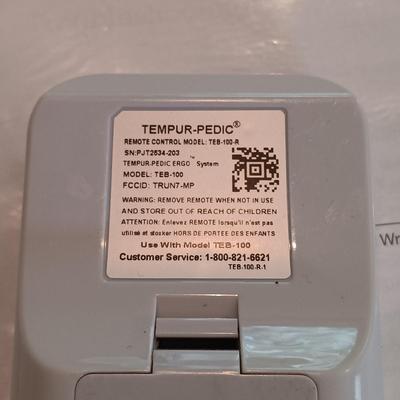 TEMPUR-PEDIC®
REMOTE CONTROL MODEL: TEB-100-R
SN:PJT2534-203
TEMPUR-PEDIC ERGO™ System
MODEL: TEB-100
FCCID: TRUN7-MP
WARNING: REMOVE REMOTE WHEN NOT IN USE
AND STORE OUT OF REACH OF CHILDREN
ATTENTION: Enlevez REMOTE lorsqu'il n'est pas
utilisé et stocker HORS DE PORTEE DES ENFANTS
Use With Model TEB-100
Customer Service: 1-800-821-6621
TEB-100-R-1
Wr